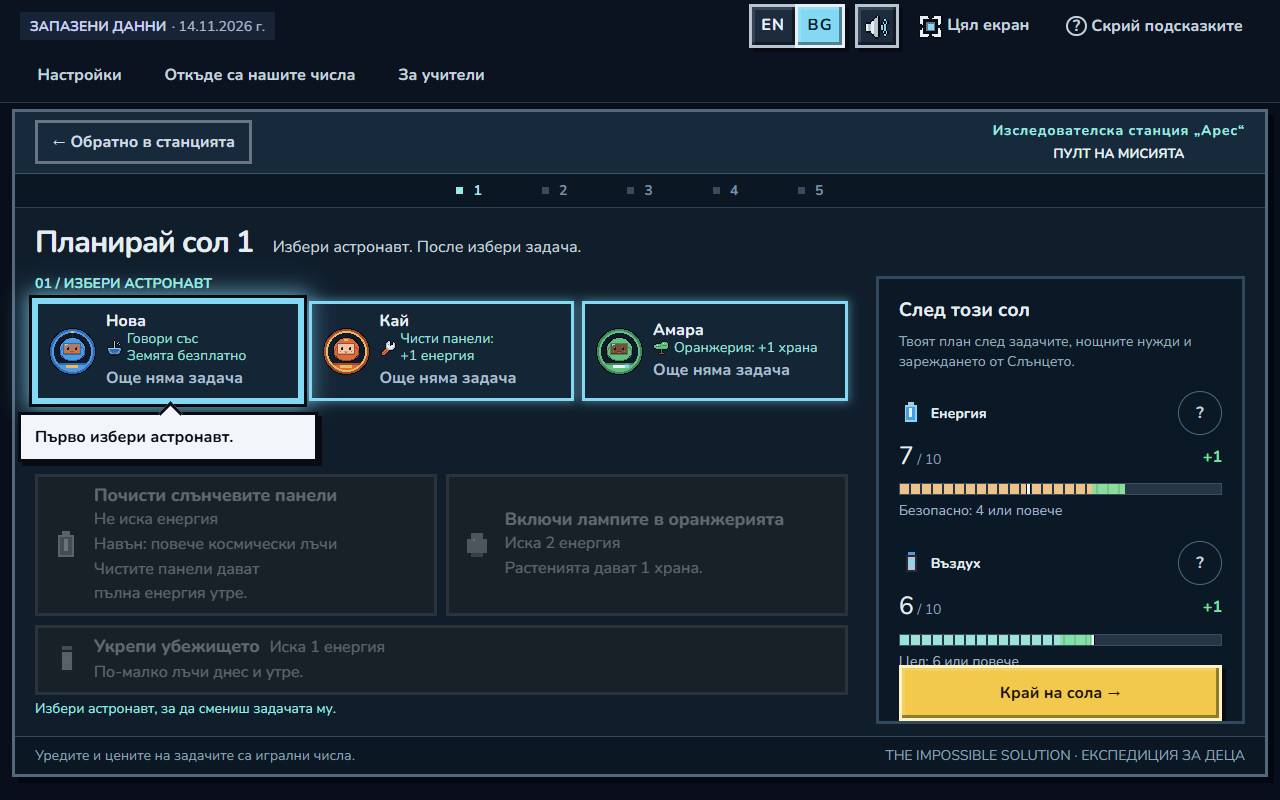 ЗАПАЗЕНИ ДАННИ · 14.11.2026 г.
EN BG
Цял екран
? Скрий подсказките
Настройки Откъде са нашите числа За учители
← Обратно в станцията
Изследователска станция „Арес“
ПУЛТ НА МИСИЯТА
1 2 3 4 5
Планирай сол 1 Избери астронавт. После избери задача.
01 / ИЗБЕРИ АСТРОНАВТ
Нова
Говори със
Земята безплатно
Още няма задача
Кай
Чисти панели:
+1 енергия
Още няма задача
Амара
Оранжерия: +1 храна
Още няма задача
Първо избери астронавт.
Почисти слънчевите панели
Не иска енергия
Навън: повече космически лъчи
Чистите панели дават
пълна енергия утре.
Включи лампите в оранжерията
Иска 2 енергия
Растенията дават 1 храна.
Укрепи убежището Иска 1 енергия
По-малко лъчи днес и утре.
Избери астронавт, за да смениш задачата му.
След този сол
Твоят план след задачите, нощните нужди и
зареждането от Слънцето.
Енергия ?
7 / 10 +1
Безопасно: 4 или повече
Въздух ?
6 / 10 +1
Цел: 6 или повече
Край на сола →
Уредите и цените на задачите са игрални числа.
THE IMPOSSIBLE SOLUTION · ЕКСПЕДИЦИЯ ЗА ДЕЦА